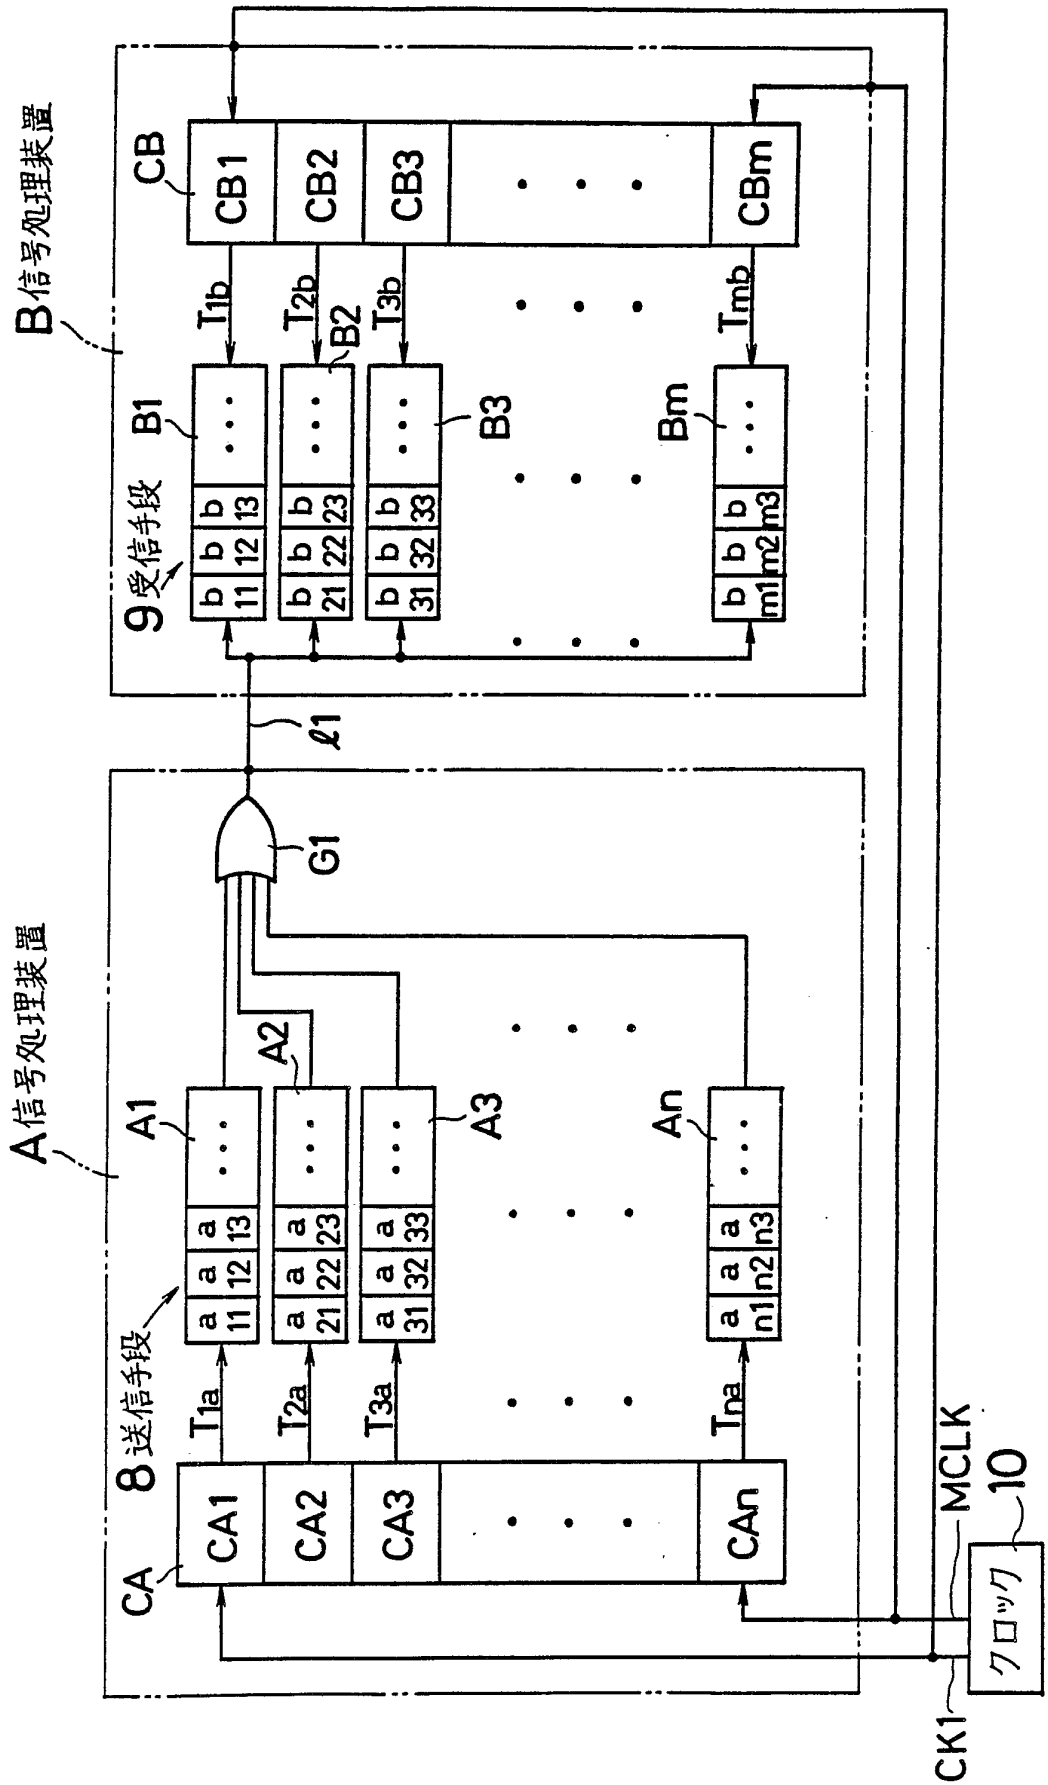 A 信号処理装置
B 信号処理装置
8 送信手段
A1
9 受信手段
B1
CA
CB
CA1
T1a
a 11
a 12
a 13
...
b 11
b 12
b 13
...
T1b
CB1
CA2
T2a
a 21
a 22
a 23
...
A2
G1
ℓ1
b 21
b 22
b 23
...
B2
T2b
CB2
CA3
T3a
a 31
a 32
a 33
...
A3
b 31
b 32
b 33
...
B3
T3b
CB3
CAn
Tna
a n1
a n2
a n3
...
An
b m1
b m2
b m3
...
Bm
Tmb
CBm
CK1
MCLK
クロック
10